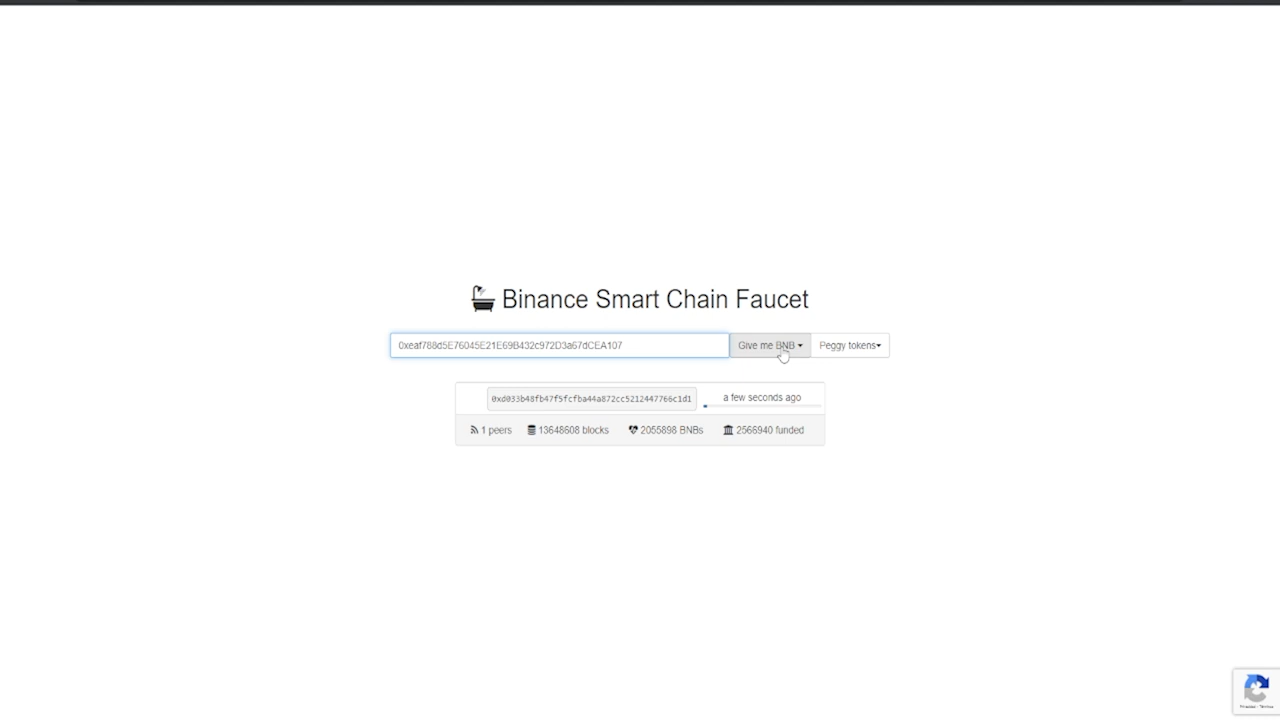 Binance Smart Chain Faucet
0xeaf788d5E76045E21E69B432c972D3a67dCEA107 Give me BNB Peggy tokens
0xd033b48fb47f5fcfba44a872cc5212447766c1d1 a few seconds ago
1 peers 13648608 blocks 2055898 BNBs 2566940 funded